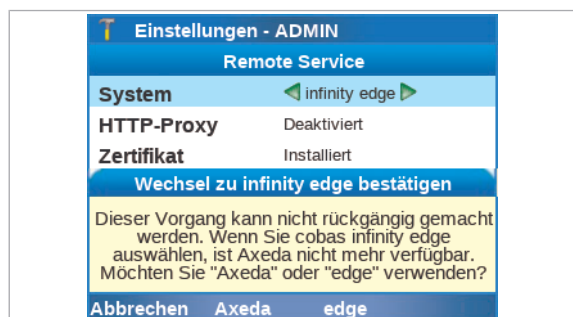 Einstellungen - ADMIN
Remote Service
System infinity edge
HTTP-Proxy Deaktiviert
Zertifikat Installiert
Wechsel zu infinity edge bestätigen
Dieser Vorgang kann nicht rückgängig gemacht
werden. Wenn Sie cobas infinity edge
auswählen, ist Axeda nicht mehr verfügbar.
Möchten Sie "Axeda" oder "edge" verwenden?
Abbrechen Axeda edge